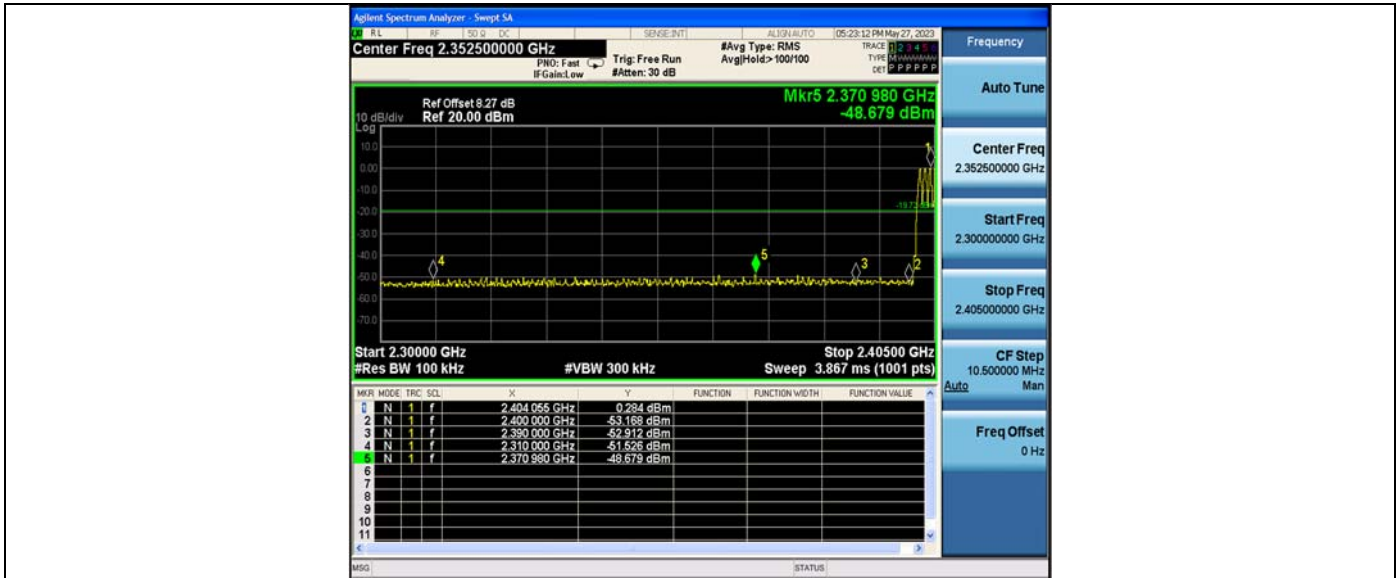 Agilent Spectrum Analyzer - Swept SA
RL RF 50 Ω DC SENSE:INT ALIGN AUTO 05:23:12 PM May 27, 2023
Center Freq 2.352500000 GHz #Avg Type: RMS TRACE 1 2 3 4 5 6
PNO: Fast Trig: Free Run Avg|Hold:>100/100 TYPE M
IFGain:Low #Atten: 30 dB DET P P P P P P
Ref Offset 8.27 dB Mkr5 2.370 980 GHz
10 dB/div Ref 20.00 dBm -48.679 dBm
Log
10.0
0.00
-10.0
-20.0
-30.0
-40.0
-50.0
-60.0
-70.0
1
4
5
3
2
Start 2.30000 GHz Stop 2.40500 GHz
#Res BW 100 kHz #VBW 300 kHz Sweep 3.867 ms (1001 pts)
MKR MODE TRC SCL X Y FUNCTION FUNCTION WIDTH FUNCTION VALUE
1 N 1 f 2.404 055 GHz 0.284 dBm
2 N 1 f 2.400 000 GHz -53.168 dBm
3 N 1 f 2.390 000 GHz -52.912 dBm
4 N 1 f 2.310 000 GHz -51.526 dBm
5 N 1 f 2.370 980 GHz -48.679 dBm
6
7
8
9
10
11
MSG STATUS
Frequency
Auto Tune
Center Freq
2.352500000 GHz
Start Freq
2.300000000 GHz
Stop Freq
2.405000000 GHz
CF Step
10.500000 MHz
Auto Man
Freq Offset
0 Hz